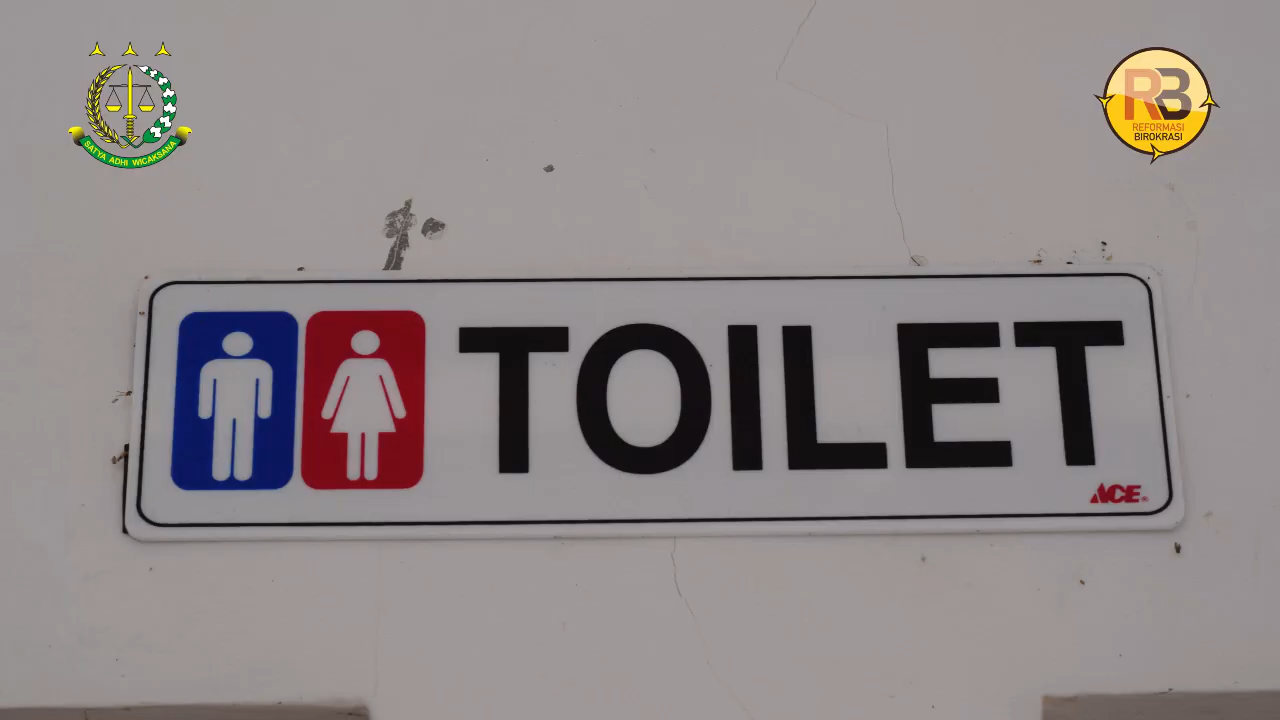 SATYA ADHI WICAKSANA
RB
REFORMASI
BIROKRASI
TOILET
ACE